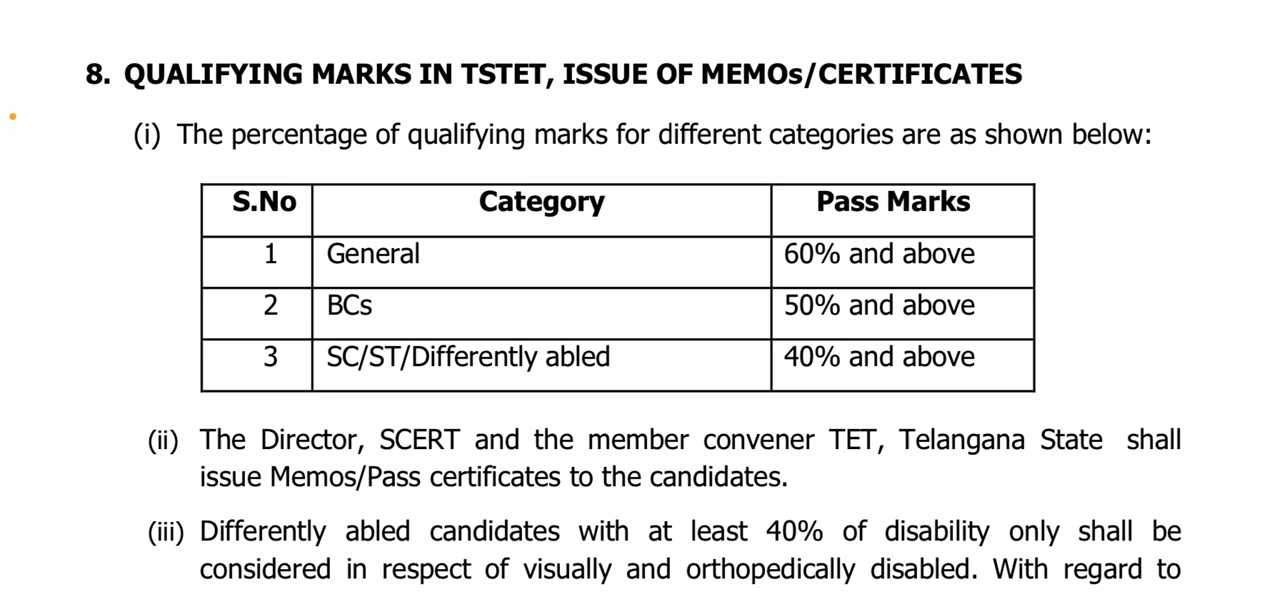 8. QUALIFYING MARKS IN TSTET, ISSUE OF MEMOs/CERTIFICATES
(i) The percentage of qualifying marks for different categories are as shown below:
S.No Category Pass Marks
1 General 60% and above
2 BCs 50% and above
3 SC/ST/Differently abled 40% and above
(ii) The Director, SCERT and the member convener TET, Telangana State shall
issue Memos/Pass certificates to the candidates.
(iii) Differently abled candidates with at least 40% of disability only shall be
considered in respect of visually and orthopedically disabled. With regard to